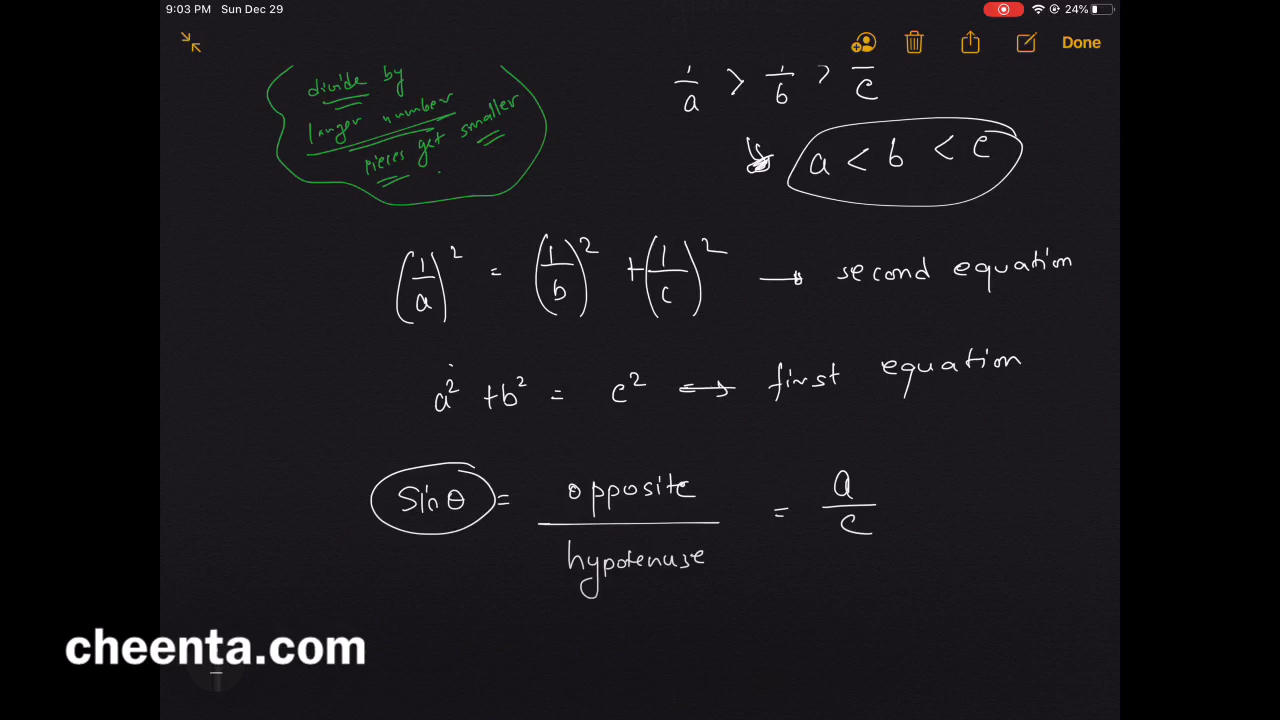 9:03 PM Sun Dec 29
24%
Done
divide by
larger number
pieces get smaller
1/a > 1/b > 1/c
a < b < c
(1/a)² = (1/b)² + (1/c)² → second equation
a² + b² = c² ↔ first equation
Sinθ = opposite/hypotenuse = a/c
cheenta.com